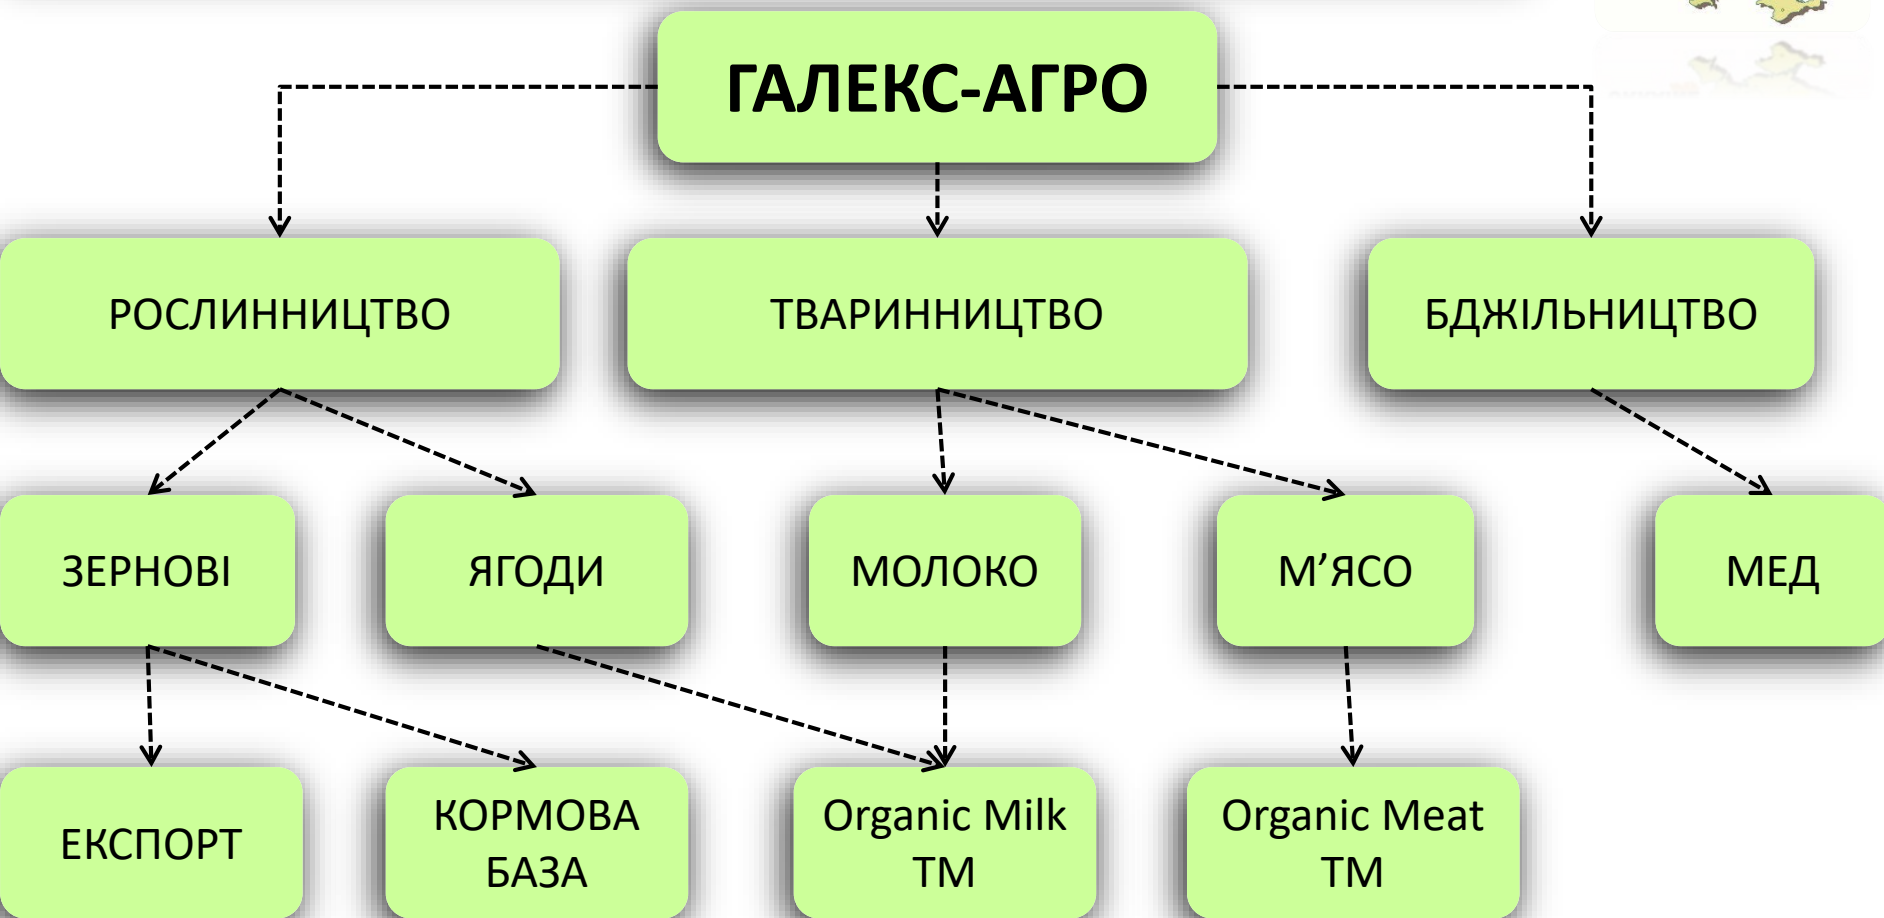 ГАЛЕКС-АГРО
РОСЛИННИЦТВО
ТВАРИННИЦТВО
БДЖІЛЬНИЦТВО
ЗЕРНОВІ
ЯГОДИ
МОЛОКО
М’ЯСО
МЕД
ЕКСПОРТ
КОРМОВА
БАЗА
Organic Milk
TM
Organic Meat
TM